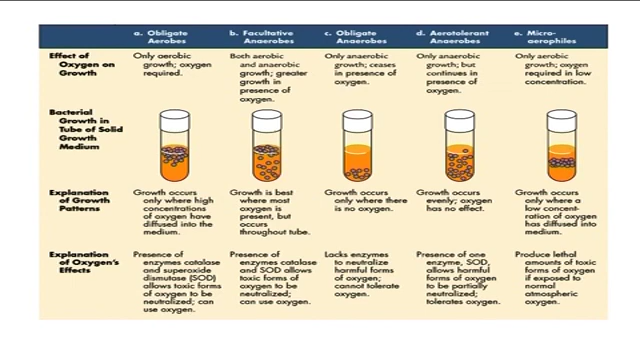 a. Obligate Aerobes
b. Facultative Anaerobes
c. Obligate Anaerobes
d. Aerotolerant Anaerobes
e. Micro-aerophiles
Effect of
Oxygen on
Growth
Only aerobic
growth; oxygen
required.
Both aerobic
and anaerobic
growth; greater
growth in
presence of
oxygen.
Only anaerobic
growth; ceases
in presence of
oxygen.
Only anaerobic
growth; but
continues in
presence of
oxygen.
Only aerobic
growth; oxygen
required in low
concentration.
Bacterial
Growth in
Tube of Solid
Growth
Medium
Explanation
of Growth
Patterns
Growth occurs
only where high
concentrations
of oxygen have
diffused into the
medium.
Growth is best
where most
oxygen is
present, but
occurs
throughout tube.
Growth occurs
only where there
is no oxygen.
Growth occurs
evenly; oxygen
has no effect.
Growth occurs
only where a
low concent-
ration of oxygen
has diffused into
medium.
Explanation
of Oxygen's
Effects
Presence of
enzymes catalase
and superoxide
dismutase (SOD)
allows toxic forms
of oxygen to be
neutralized; can
use oxygen.
Presence of
enzymes catalase
and SOD allows
toxic forms of
oxygen to be
neutralized;
can use oxygen.
Lacks enzymes
to neutralize
harmful forms
of oxygen;
cannot tolerate
oxygen.
Presence of one
enzyme, SOD,
allows harmful
forms of oxygen
to be partially
neutralized;
tolerates oxygen.
Produce lethal
amounts of toxic
forms of oxygen
if exposed to
normal
atmospheric
oxygen.